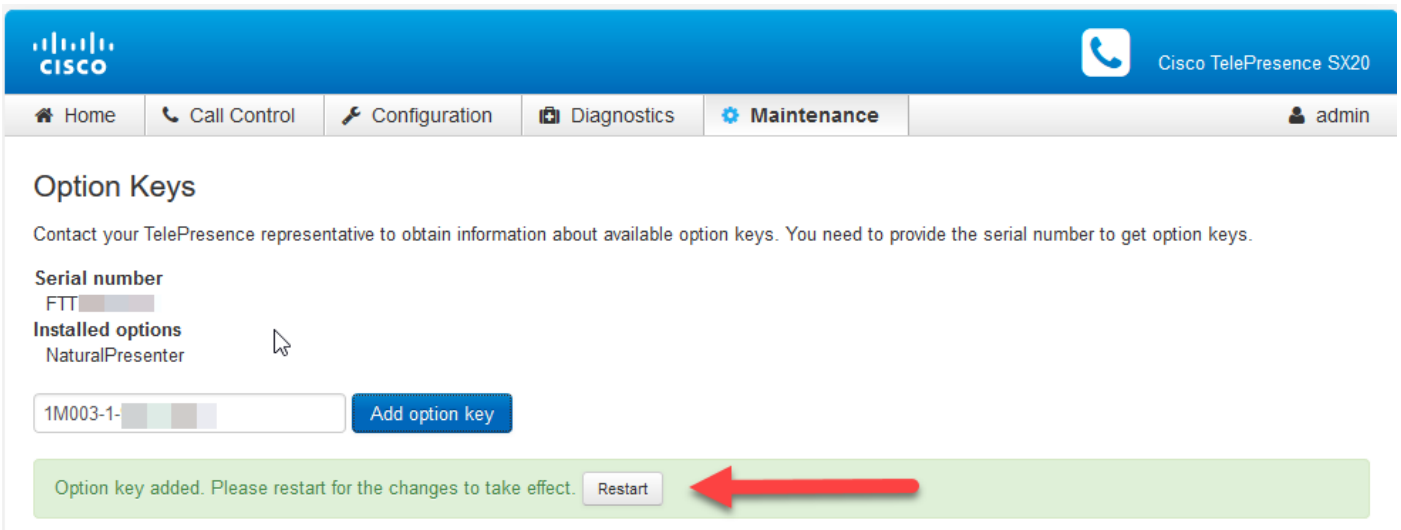 CISCO
Cisco TelePresence SX20
Home Call Control Configuration Diagnostics Maintenance admin
Option Keys
Contact your TelePresence representative to obtain information about available option keys. You need to provide the serial number to get option keys.
Serial number
FTT
Installed options
NaturalPresenter
1M003-1- Add option key
Option key added. Please restart for the changes to take effect. Restart